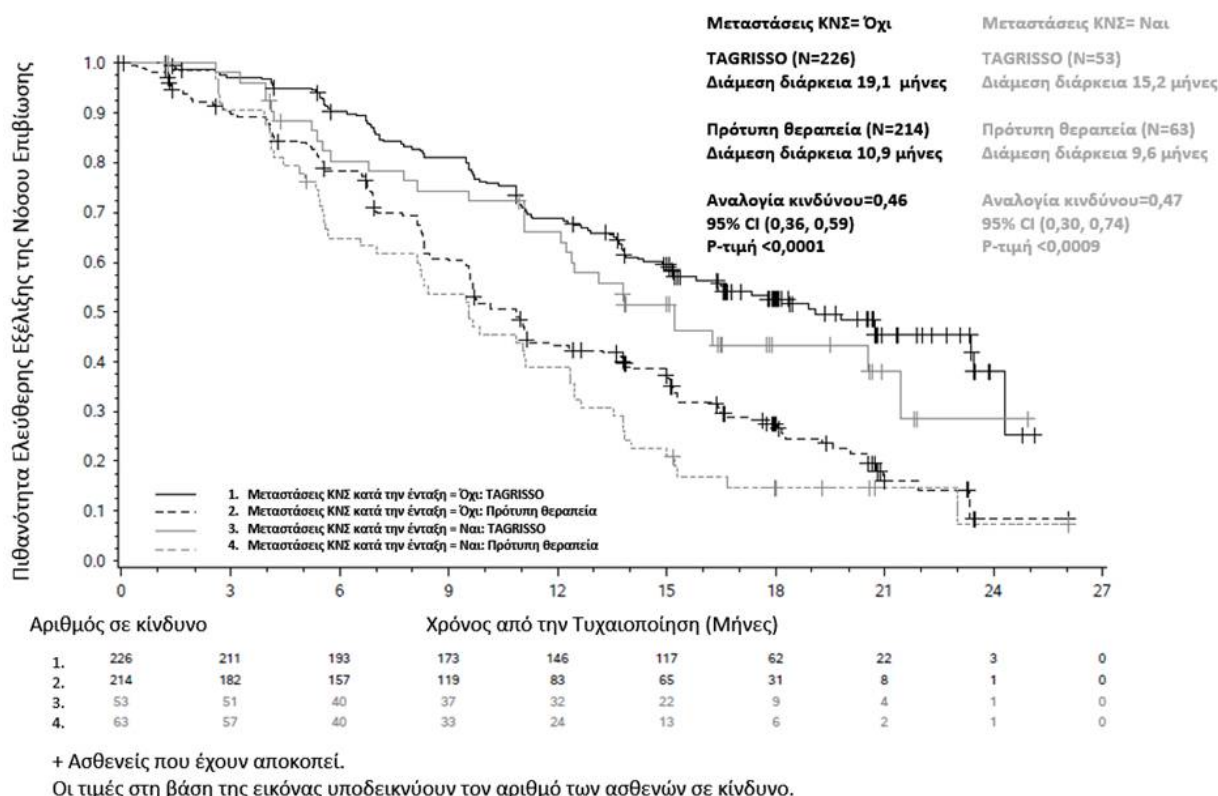 Μεταστάσεις ΚΝΣ= Όχι
Μεταστάσεις ΚΝΣ= Ναι
TAGRISSO (N=226)
TAGRISSO (N=53)
Διάμεση διάρκεια 19,1 μήνες
Διάμεση διάρκεια 15,2 μήνες
Πρότυπη θεραπεία (N=214)
Πρότυπη θεραπεία (N=63)
Διάμεση διάρκεια 10,9 μήνες
Διάμεση διάρκεια 9,6 μήνες
Αναλογία κινδύνου=0,46
Αναλογία κινδύνου=0,47
95% CI (0,36, 0,59)
95% CI (0,30, 0,74)
P-τιμή <0,0001
P-τιμή <0,0009
Πιθανότητα Ελεύθερης Εξέλιξης της Νόσου Επιβίωσης
1.0
0.9
0.8
0.7
0.6
0.5
0.4
0.3
0.2
0.1
0.0
1. Μεταστάσεις ΚΝΣ κατά την ένταξη = Όχι: TAGRISSO
2. Μεταστάσεις ΚΝΣ κατά την ένταξη = Όχι: Πρότυπη θεραπεία
3. Μεταστάσεις ΚΝΣ κατά την ένταξη = Ναι: TAGRISSO
4. Μεταστάσεις ΚΝΣ κατά την ένταξη = Ναι: Πρότυπη θεραπεία
0 3 6 9 12 15 18 21 24 27
Αριθμός σε κίνδυνο
Χρόνος από την Τυχαιοποίηση (Μήνες)
1. 226 211 193 173 146 117 62 22 3 0
2. 214 182 157 119 83 65 31 8 1 0
3. 53 51 40 37 32 22 9 4 1 0
4. 63 57 40 33 24 13 6 2 1 0
+ Ασθενείς που έχουν αποκοπεί.
Οι τιμές στη βάση της εικόνας υποδεικνύουν τον αριθμό των ασθενών σε κίνδυνο.